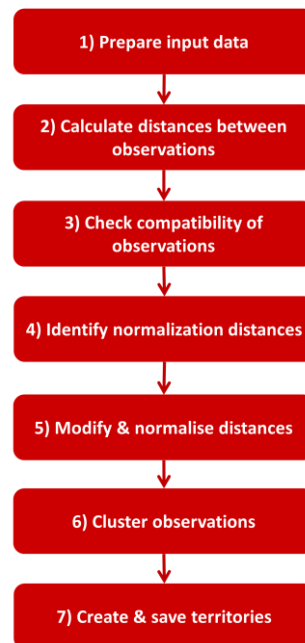 1) Prepare input data
2) Calculate distances between
observations
3) Check compatibility of
observations
4) Identify normalization distances
5) Modify & normalise distances
6) Cluster observations
7) Create & save territories